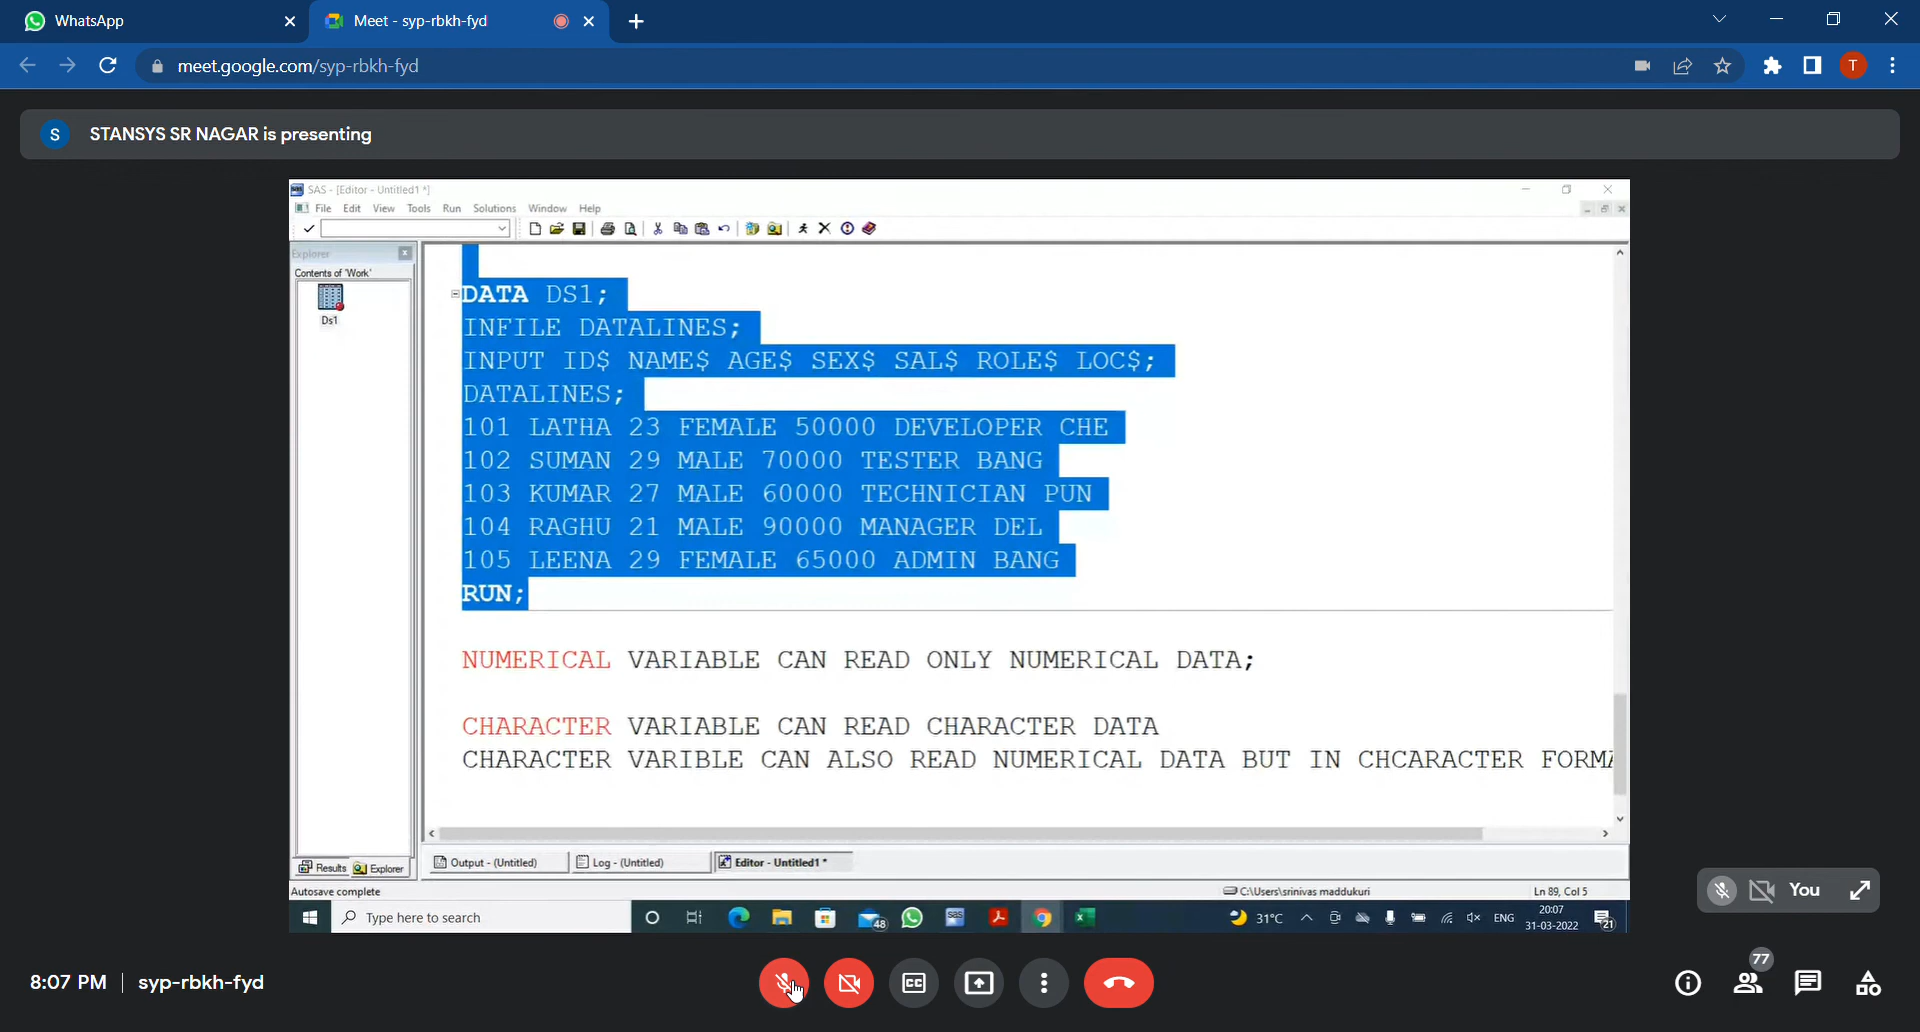 WhatsApp
Meet - syp-rbkh-fyd
meet.google.com/syp-rbkh-fyd
T
S STANSYS SR NAGAR is presenting
SAS - [Editor - Untitled1 *]
File Edit View Tools Run Solutions Window Help
Explorer
Contents of 'Work'
Ds1
DATA DS1;
INFILE DATALINES;
INPUT ID$ NAME$ AGE$ SEX$ SAL$ ROLE$ LOC$;
DATALINES;
101 LATHA 23 FEMALE 50000 DEVELOPER CHE
102 SUMAN 29 MALE 70000 TESTER BANG
103 KUMAR 27 MALE 60000 TECHNICIAN PUN
104 RAGHU 21 MALE 90000 MANAGER DEL
105 LEENA 29 FEMALE 65000 ADMIN BANG
RUN;
NUMERICAL VARIABLE CAN READ ONLY NUMERICAL DATA;
CHARACTER VARIABLE CAN READ CHARACTER DATA
CHARACTER VARIBLE CAN ALSO READ NUMERICAL DATA BUT IN CHCARACTER FORMA
Results Explorer
Output - (Untitled) Log - (Untitled) Editor - Untitled1 *
Autosave complete C:\Users\srinivas maddukuri Ln 89, Col 5
Type here to search 48 sas 31°C ENG 20:07 31-03-2022 21
You
8:07 PM syp-rbkh-fyd
CC
77